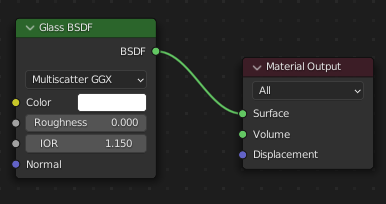 Glass BSDF
BSDF
Multiscatter GGX
Color
Roughness 0.000
IOR 1.150
Normal
Material Output
All
Surface
Volume
Displacement